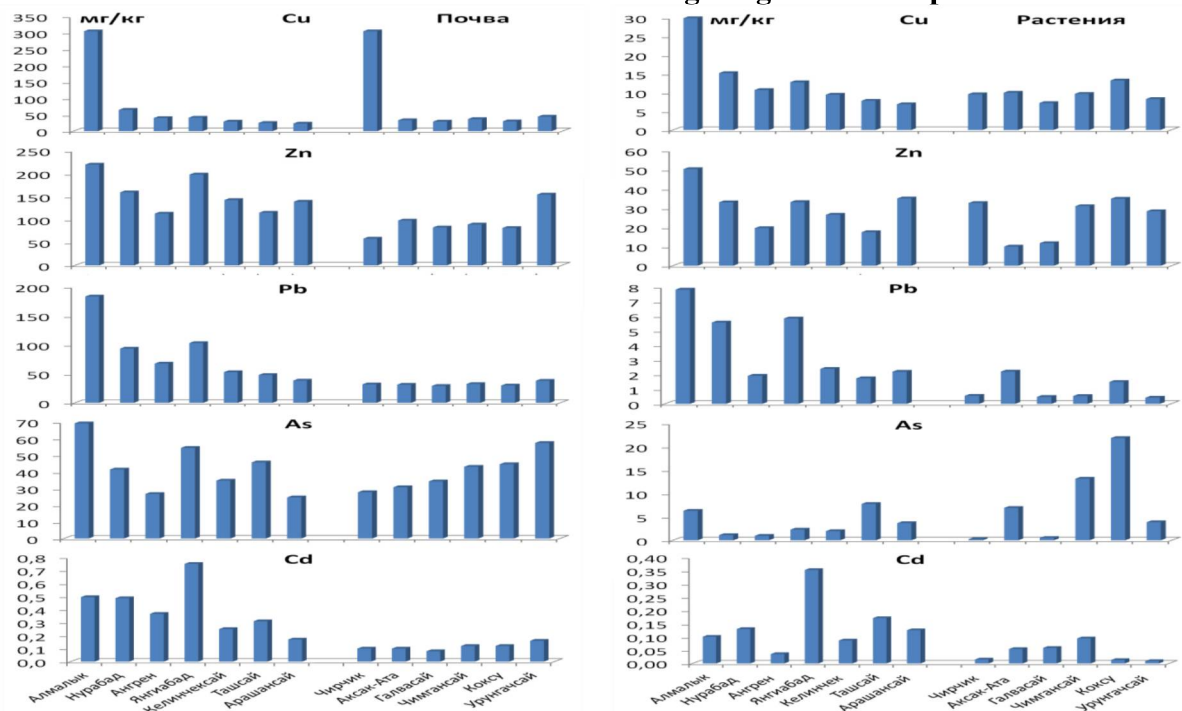 мг/кг Cu Почва
350
300
250
200
150
100
50
0
Zn
250
200
150
100
50
0
Pb
200
150
100
50
0
As
70
60
50
40
30
20
10
0
Cd
0,8
0,7
0,6
0,5
0,4
0,3
0,2
0,1
0,0
Алмалык
Нурабад
Ангрен
Янгиабад
Келинчексай
Ташсай
Арашансай
Чирчик
Аксак-Ата
Галвасай
Чимгансай
Коксу
Урунгачсай
мг/кг Cu Растения
30
25
20
15
10
5
0
Zn
60
50
40
30
20
10
0
Pb
8
7
6
5
4
3
2
1
0
As
25
20
15
10
5
0
Cd
0,40
0,35
0,30
0,25
0,20
0,15
0,10
0,05
0,00
Алмалык
Нурабад
Ангрен
Янгиабад
Келинчек
Ташсай
Арашансай
Чирчик
Аксак-Ата
Галвасай
Чимгансай
Коксу
Урунгачсай